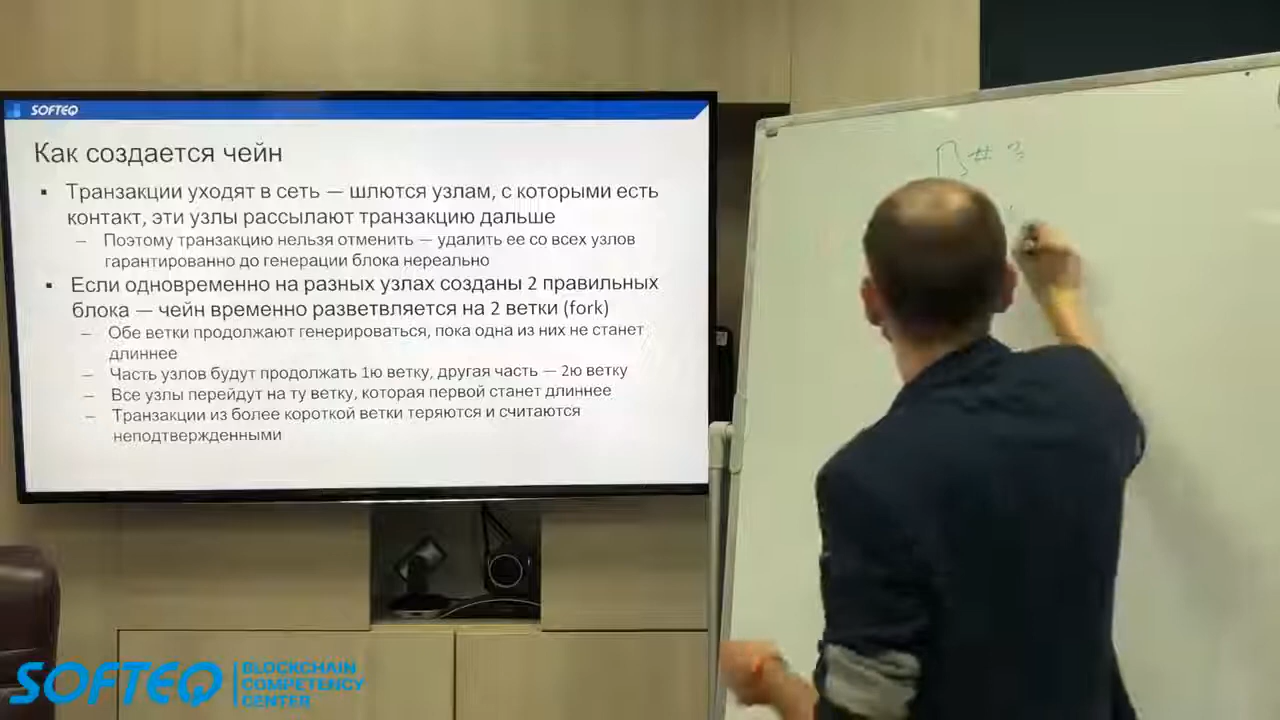 SOFTEQ
Как создается чейн
▪ Транзакции уходят в сеть — шлются узлам, с которыми есть
контакт, эти узлы рассылают транзакцию дальше
– Поэтому транзакцию нельзя отменить — удалить ее со всех узлов
гарантированно до генерации блока нереально
▪ Если одновременно на разных узлах созданы 2 правильных
блока — чейн временно разветвляется на 2 ветки (fork)
– Обе ветки продолжают генерироваться, пока одна из них не станет
длиннее
– Часть узлов будут продолжать 1ю ветку, другая часть — 2ю ветку
– Все узлы перейдут на ту ветку, которая первой станет длиннее
– Транзакции из более короткой ветки теряются и считаются
неподтвержденными
# 3
SOFTEQ
BLOCKCHAIN
COMPETENCY
CENTER